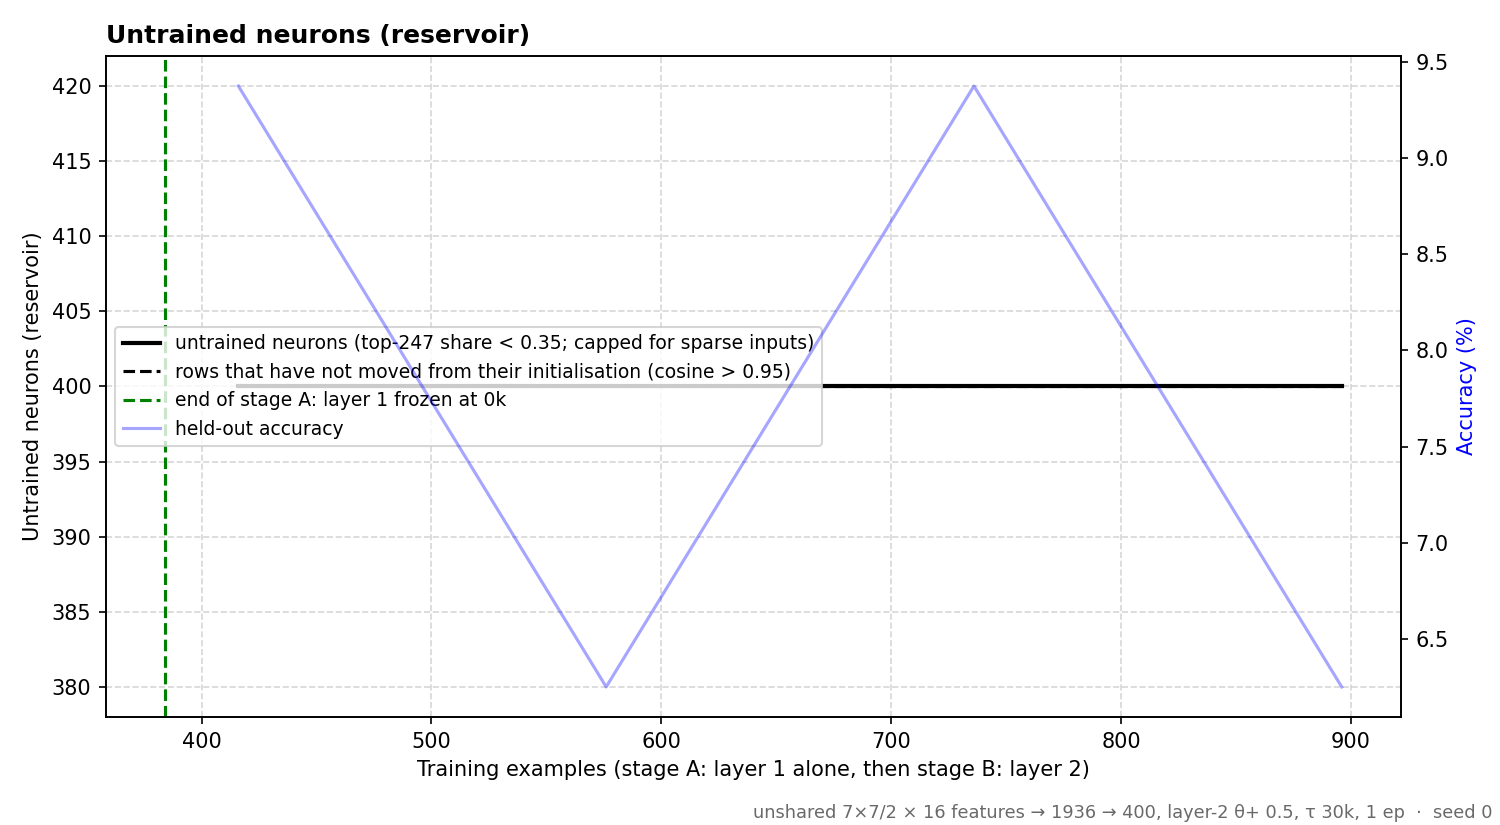 Untrained neurons (reservoir)
420
415
410
405
400
395
390
385
380
Untrained neurons (reservoir)
9.5
9.0
8.5
8.0
7.5
7.0
6.5
Accuracy (%)
untrained neurons (top-247 share < 0.35; capped for sparse inputs)
rows that have not moved from their initialisation (cosine > 0.95)
end of stage A: layer 1 frozen at 0k
held-out accuracy
400 500 600 700 800 900
Training examples (stage A: layer 1 alone, then stage B: layer 2)
unshared 7×7/2 × 16 features → 1936 → 400, layer-2 θ+ 0.5, τ 30k, 1 ep · seed 0